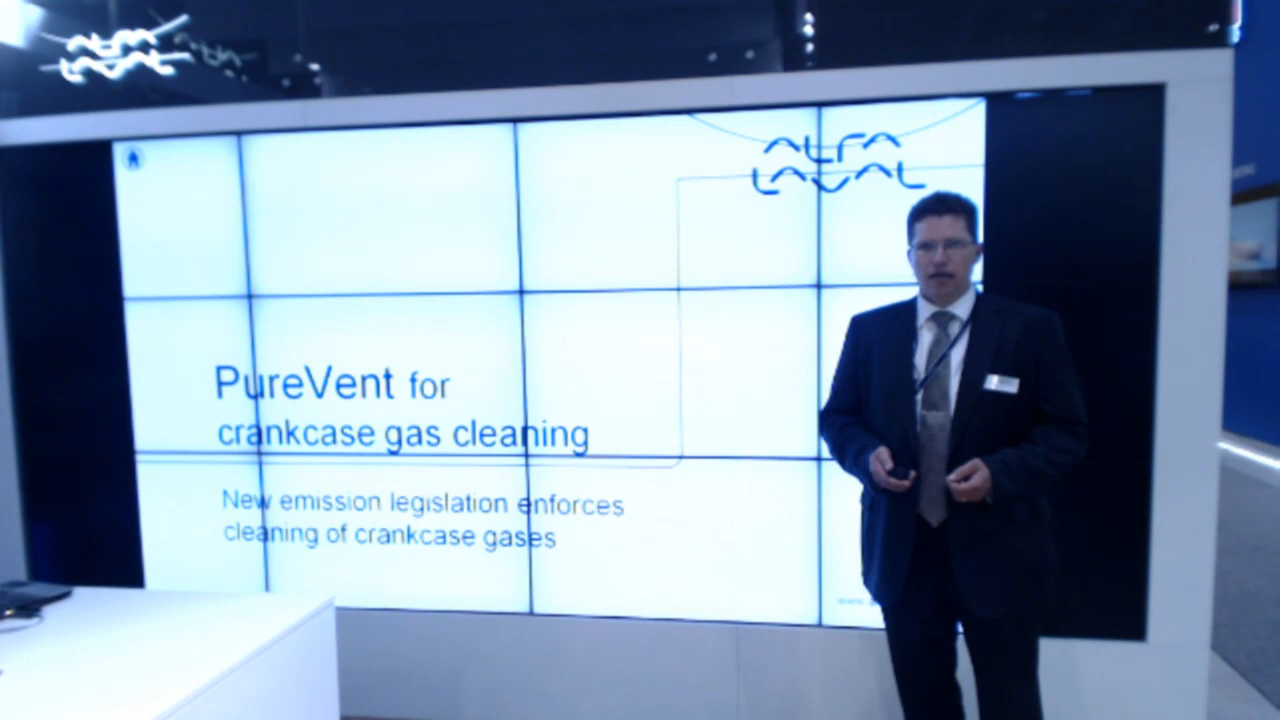 ALFA
LAVAL
ALFA
LAVAL
PureVent for
crankcase gas cleaning
New emission legislation enforces
cleaning of crankcase gases